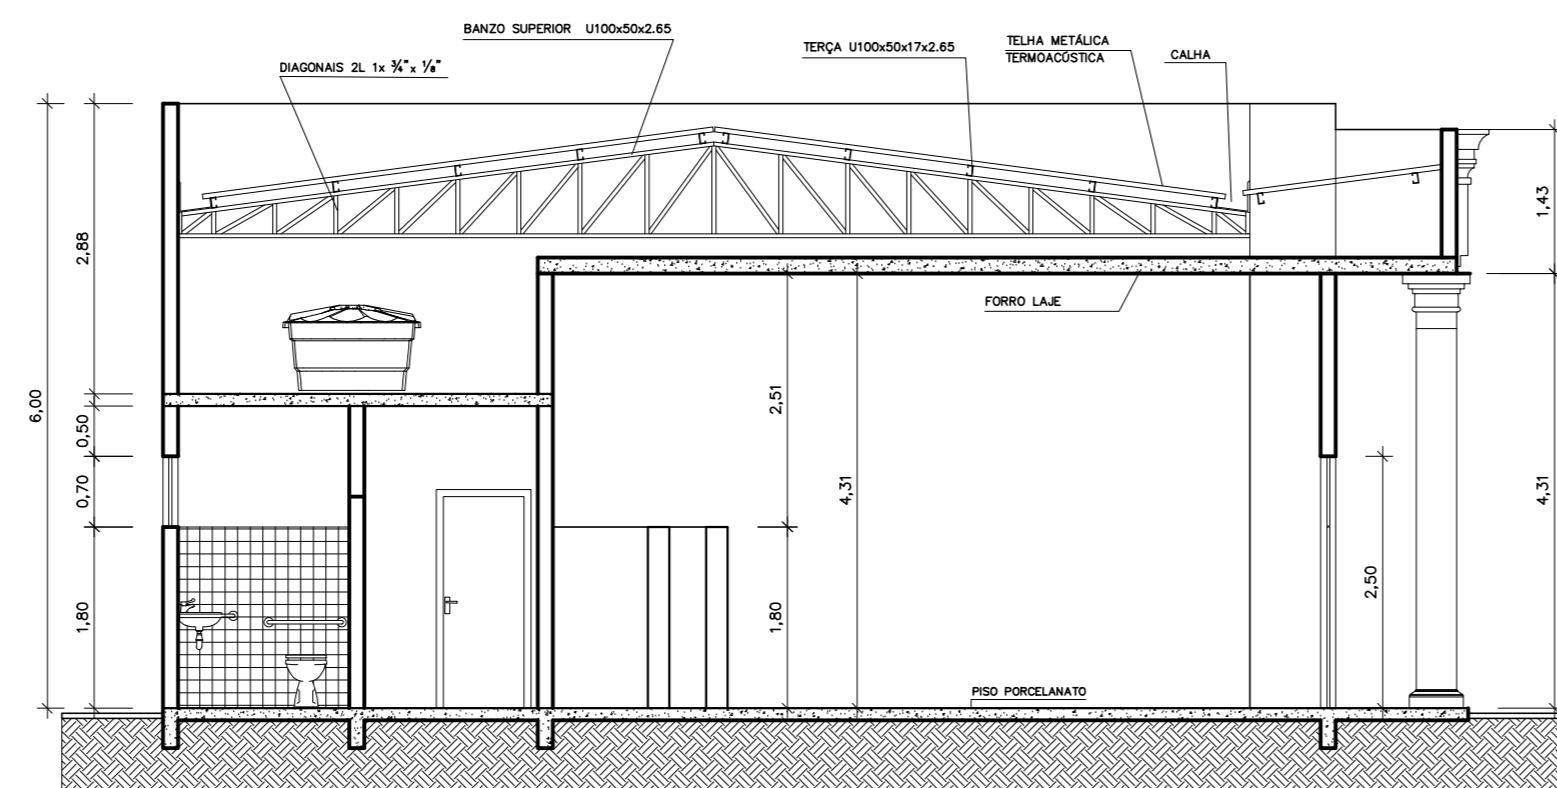 BANZO SUPERIOR U100x50x2.65
DIAGONAIS 2L 1x ¾"x ⅛"
TERÇA U100x50x17x2.65
TELHA METÁLICA
TERMOACÚSTICA
CALHA
6,00
2,88
0,50
0,70
1,80
2,51
1,80
4,31
FORRO LAJE
2,50
1,43
4,31
PISO PORCELANATO